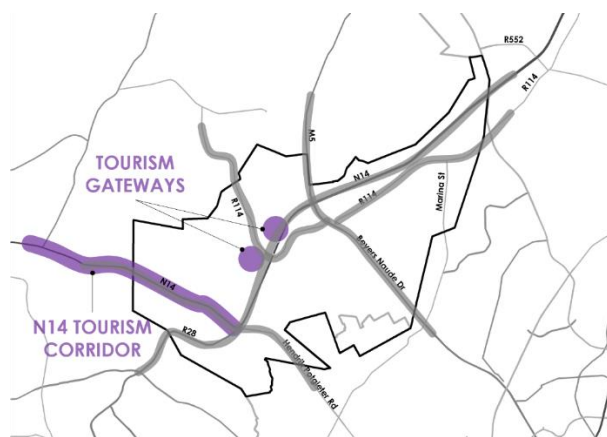 R552
R114
M5
TOURISM
GATEWAYS
N14
R114
R114
Marina St
Beyers Naude Dr
N14
N14 TOURISM
CORRIDOR
R28
Hendrik Potgieter Rd